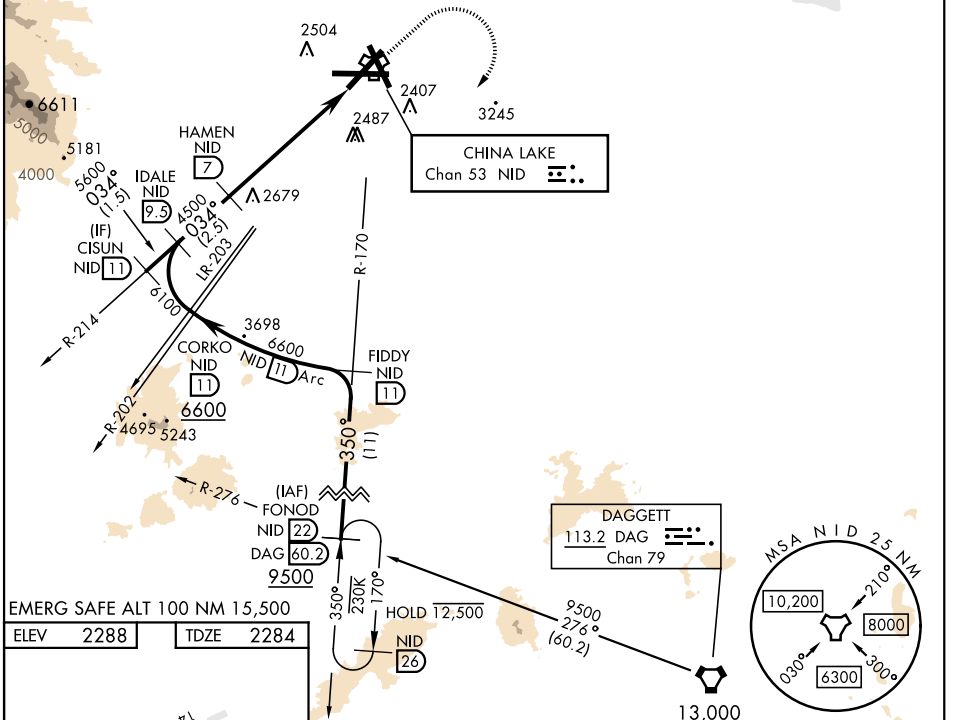 2504
6611
5000
5181
4000
2407
3245
2487
HAMEN
NID
7
CHINA LAKE
Chan 53 NID
5600
034°
(1.5)
IDALE
NID
9.5
4500
034°
(2.5)
2679
(IF)
CISUN
NID 11
LR-203
R-170
6100
R-214
3698
6600
NID 11 Arc
CORKO
NID
11
6600
FIDDY
NID
11
R-202
4695
5243
350°
(11)
R-276
(IAF)
FONOD
NID 22
DAG 60.2
9500
DAGGETT
113.2 DAG
Chan 79
MSA NID 25 NM
210°
10,200
8000
030°
300°
6300
350°
230K
170°
HOLD 12,500
NID
26
9500
276°
(60.2)
13,000
EMERG SAFE ALT 100 NM 15,500
ELEV 2288
TDZE 2284